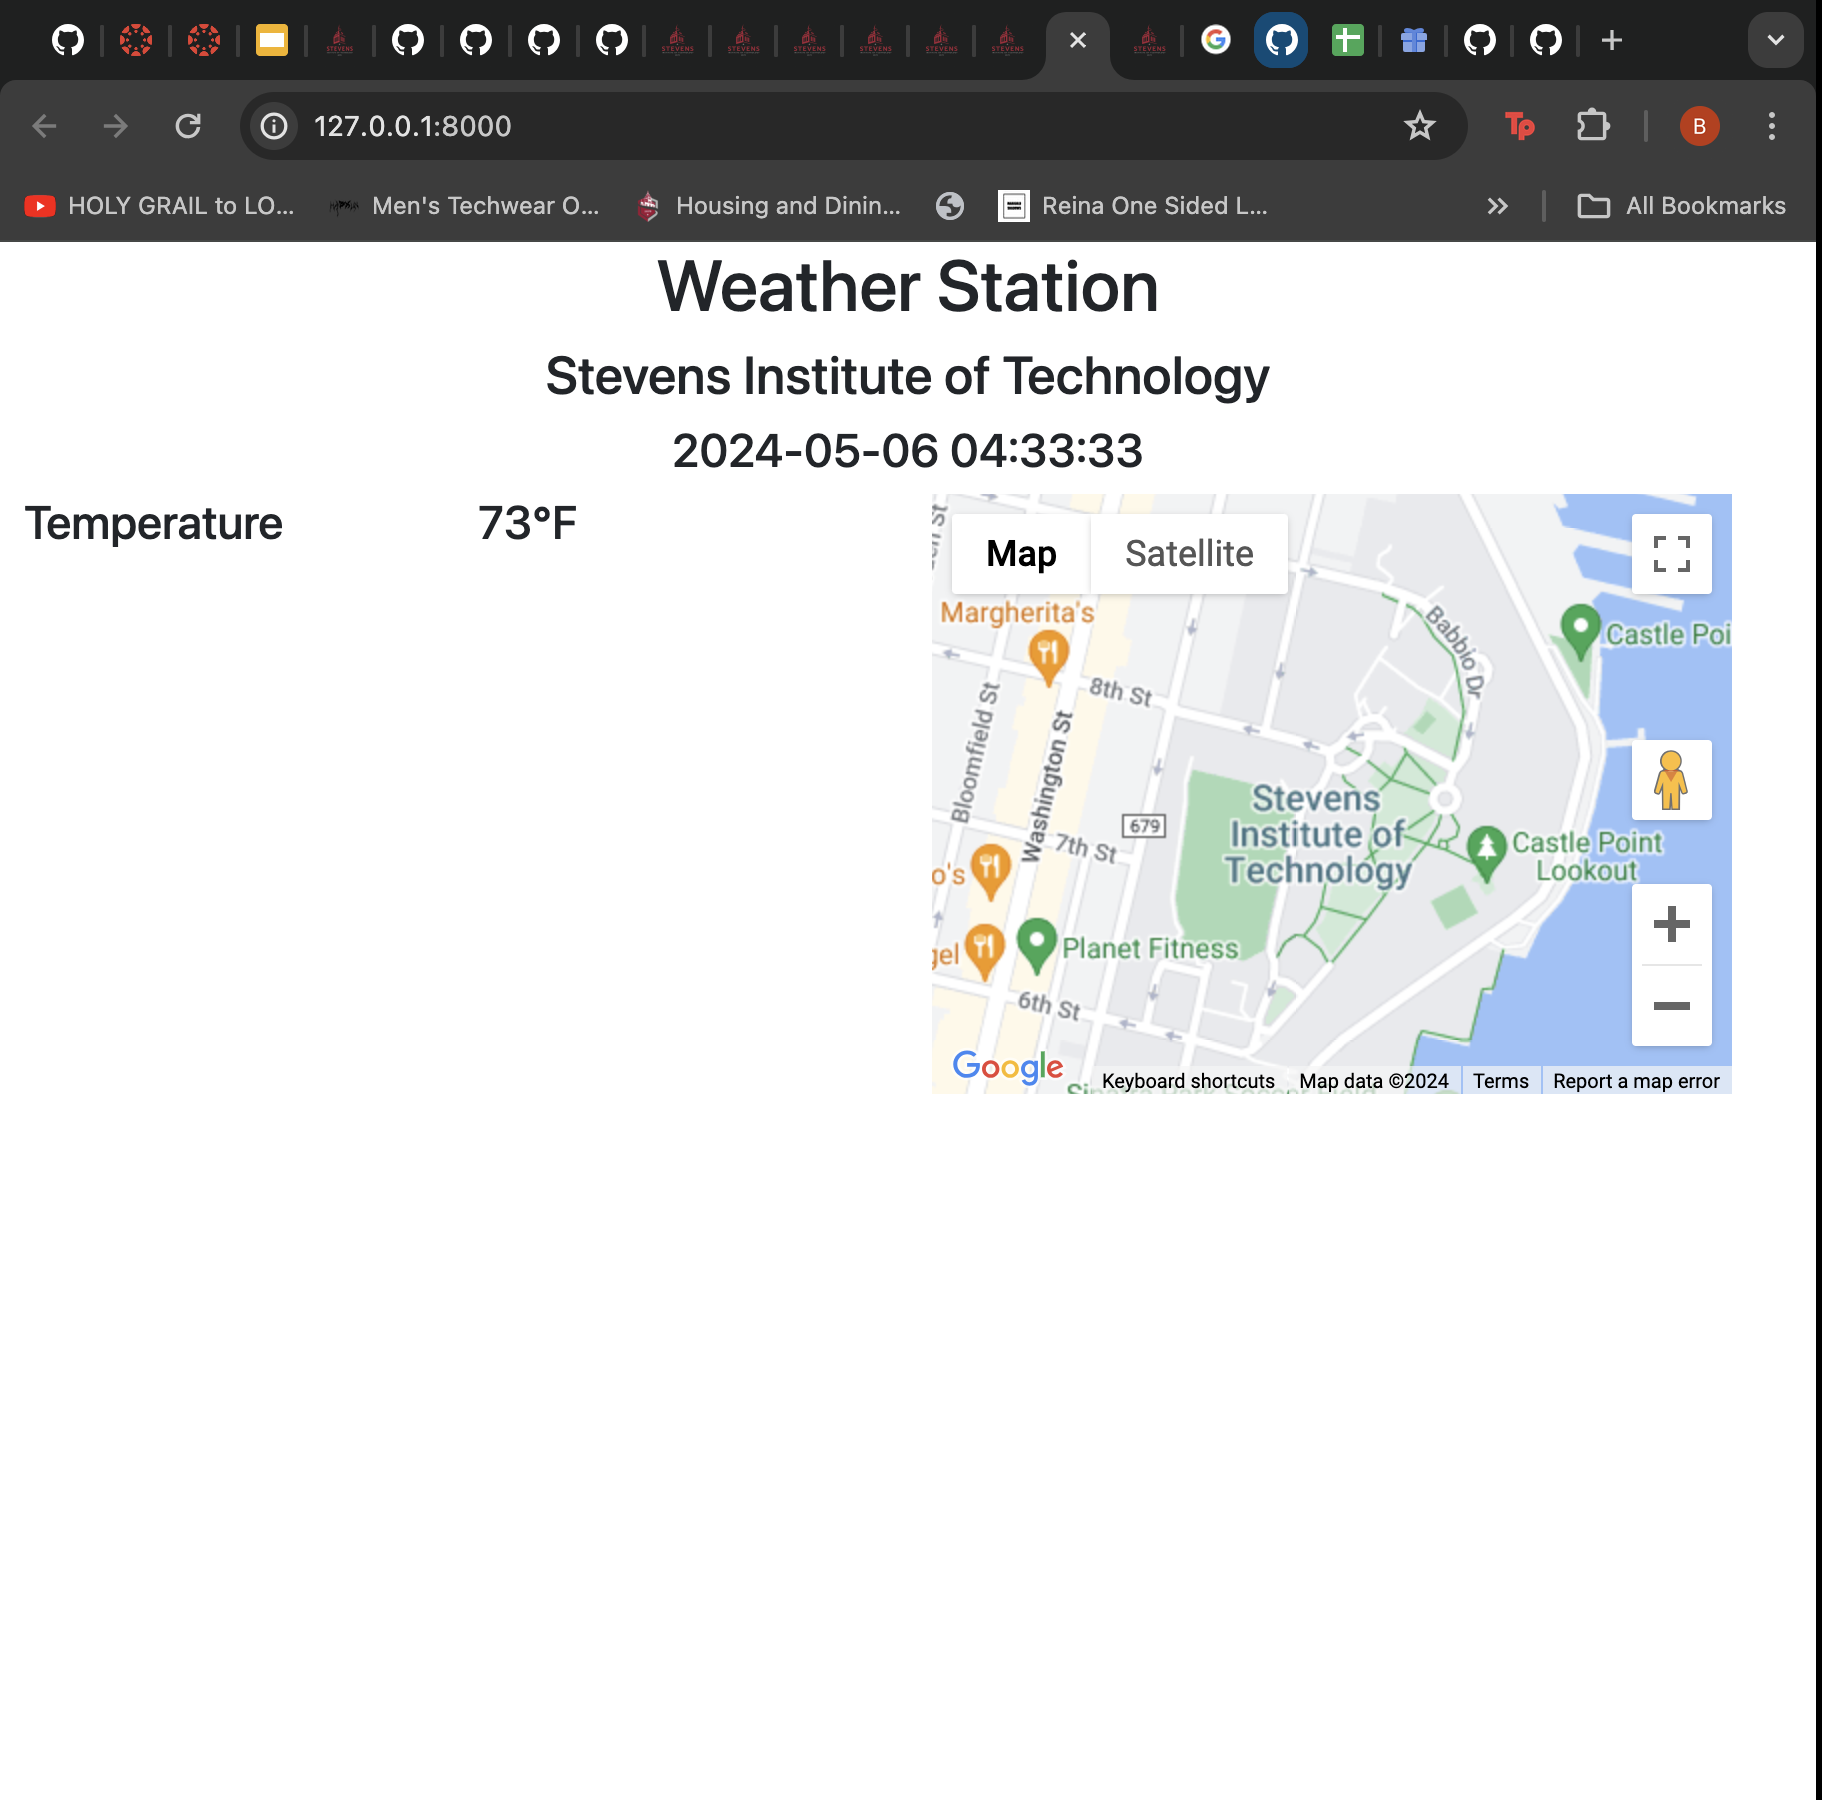 127.0.0.1:8000
B
HOLY GRAIL to LO...
Men's Techwear O...
Housing and Dinin...
Reina One Sided L...
All Bookmarks
Weather Station
Stevens Institute of Technology
2024-05-06 04:33:33
Temperature 73°F
Map Satellite
Margherita's
Babbio Dr
Castle Poi
8th St
Bloomfield St
Washington St
Stevens
Institute of
Technology
679
7th St
Castle Point
Lookout
o's
gel
Planet Fitness
6th St
Google
Keyboard shortcuts Map data ©2024 Terms Report a map error